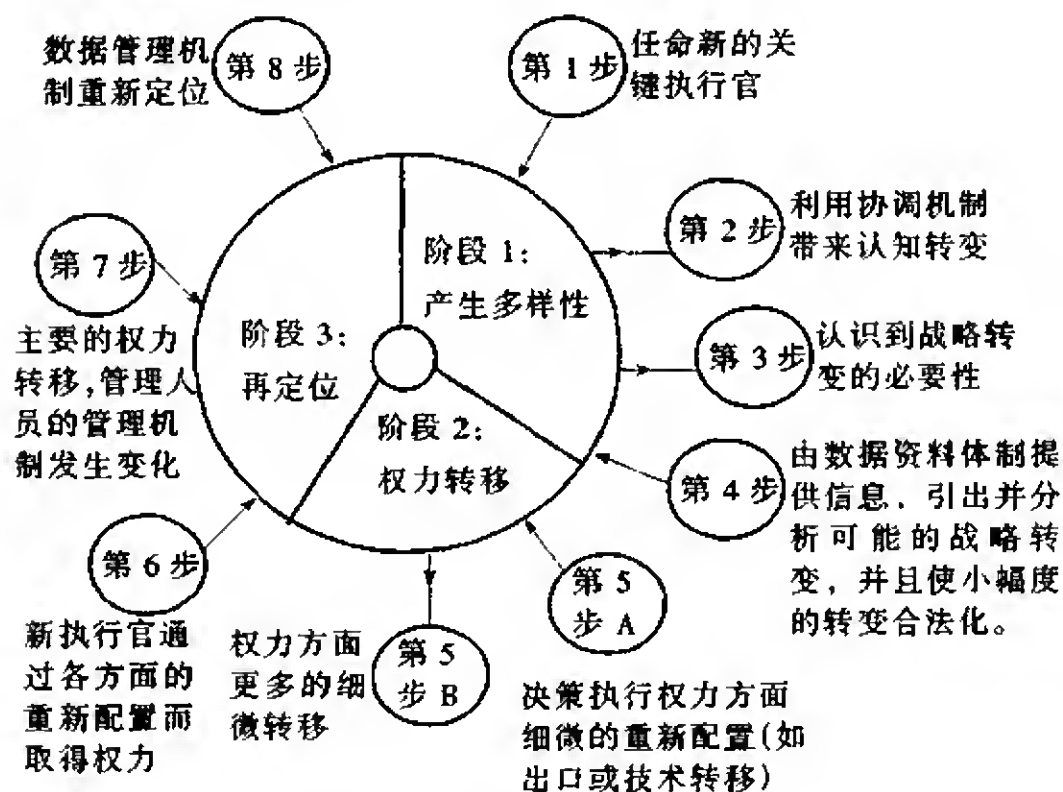 数据管理机
制重新定位
第 8 步
第 1 步
任命新的关
键执行官
第 2 步
利用协调机制
带来认知转变
阶段 1:
产生多样性
第 7 步
主要的权力
转移,管理人
员的管理机
制发生变化
阶段 3:
再定位
第 3 步
认识到战略转
变的必要性
阶段 2:
权力转移
第 4 步
由数据资料体制提
供信息、引出并分
析可能的战略转
变，并且使小幅度
的转变合法化。
第 6 步
新执行官通
过各方面的
重新配置而
取得权力
权力方面
更多的细
微转移
第 5
步 B
第 5
步 A
决策执行权力方面
细微的重新配置(如
出口或技术转移)